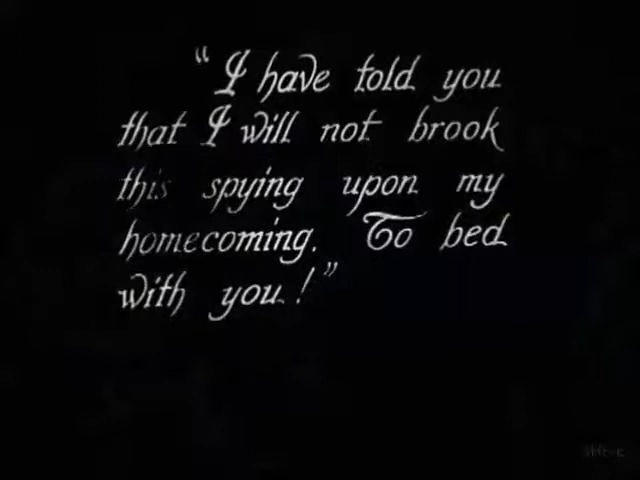 “I have told you
that I will not brook
this spying upon my
homecoming. To bed
with you!”